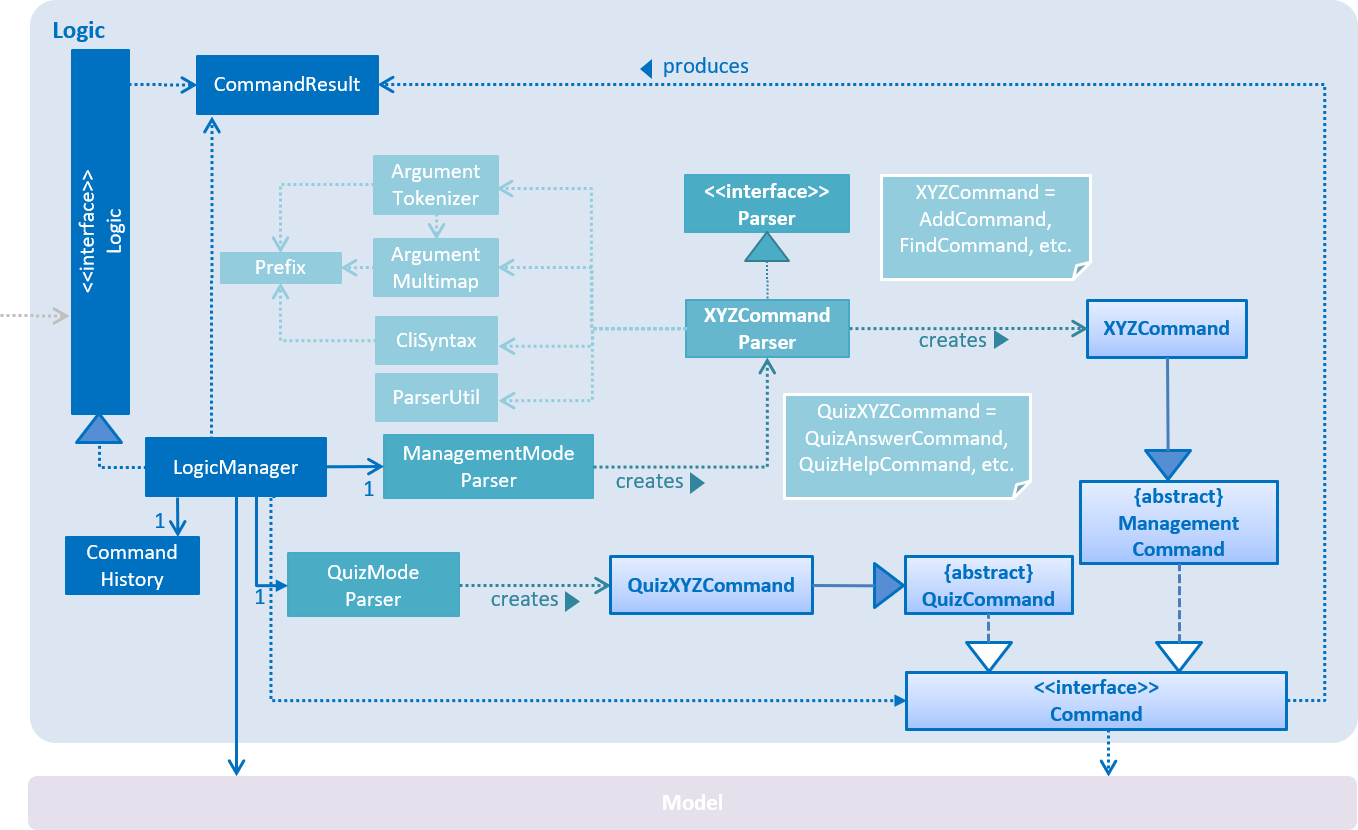 Logic
<<interface>>
Logic
CommandResult
produces
Argument
Tokenizer
<<interface>>
Parser
XYZCommand =
AddCommand,
FindCommand, etc.
Prefix
Argument
Multimap
XYZCommand
Parser
creates
XYZCommand
CliSyntax
ParserUtil
QuizXYZCommand =
QuizAnswerCommand,
QuizHelpCommand, etc.
LogicManager
1
ManagementMode
Parser
creates
{abstract}
Management
Command
1
Command
History
1
QuizMode
Parser
creates
QuizXYZCommand
{abstract}
QuizCommand
<<interface>>
Command
Model